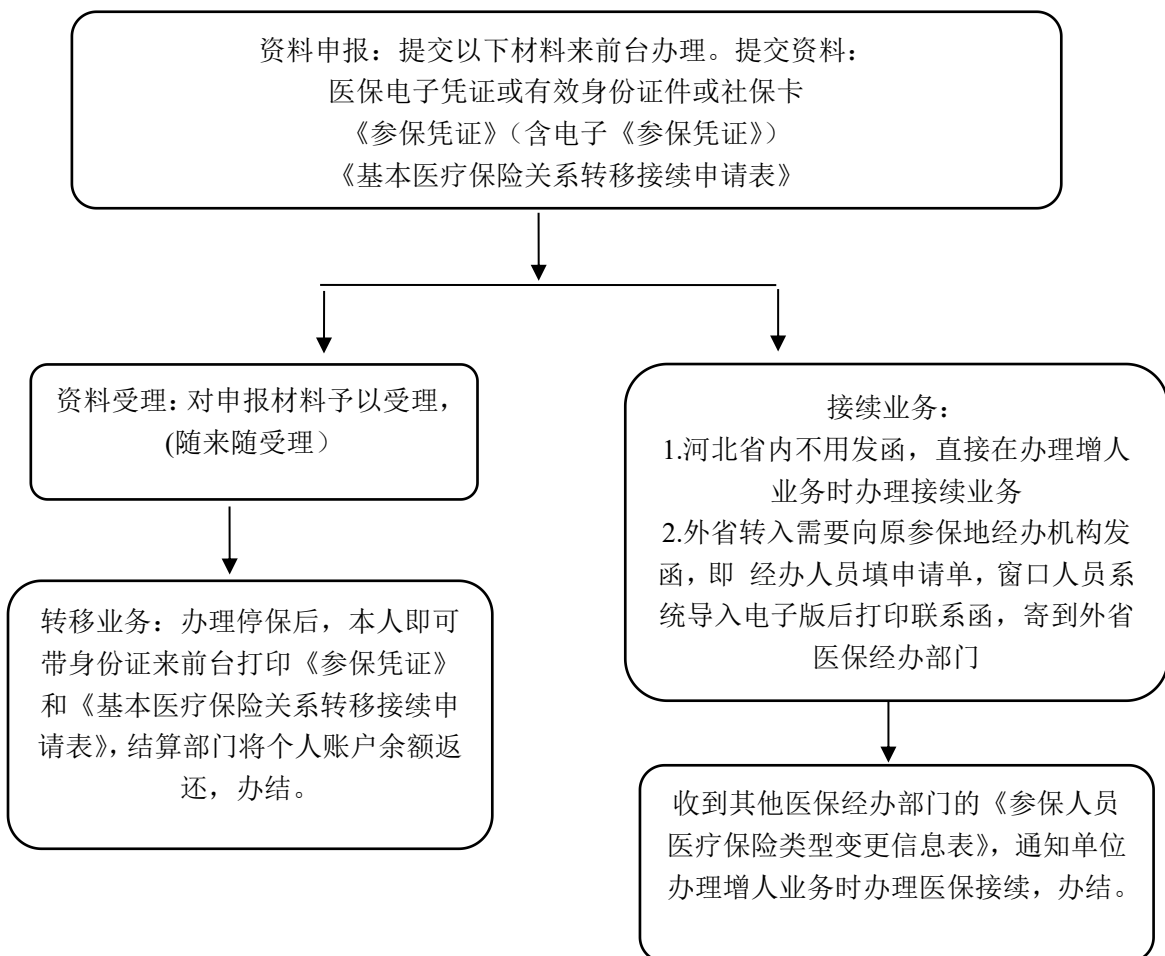 资料申报：提交以下材料来前台办理。提交资料：
医保电子凭证或有效身份证件或社保卡
《参保凭证》（含电子《参保凭证》）
《基本医疗保险关系转移接续申请表》
资料受理：对申报材料予以受理，
(随来随受理）
转移业务：办理停保后，本人即可
带身份证来前台打印《参保凭证》
和《基本医疗保险关系转移接续申
请表》，结算部门将个人账户余额返
还，办结。
接续业务：
1.河北省内不用发函，直接在办理增人
业务时办理接续业务
2.外省转入需要向原参保地经办机构发
函，即 经办人员填申请单，窗口人员系
统导入电子版后打印联系函，寄到外省
医保经办部门
收到其他医保经办部门的《参保人员
医疗保险类型变更信息表》，通知单位
办理增人业务时办理医保接续，办结。